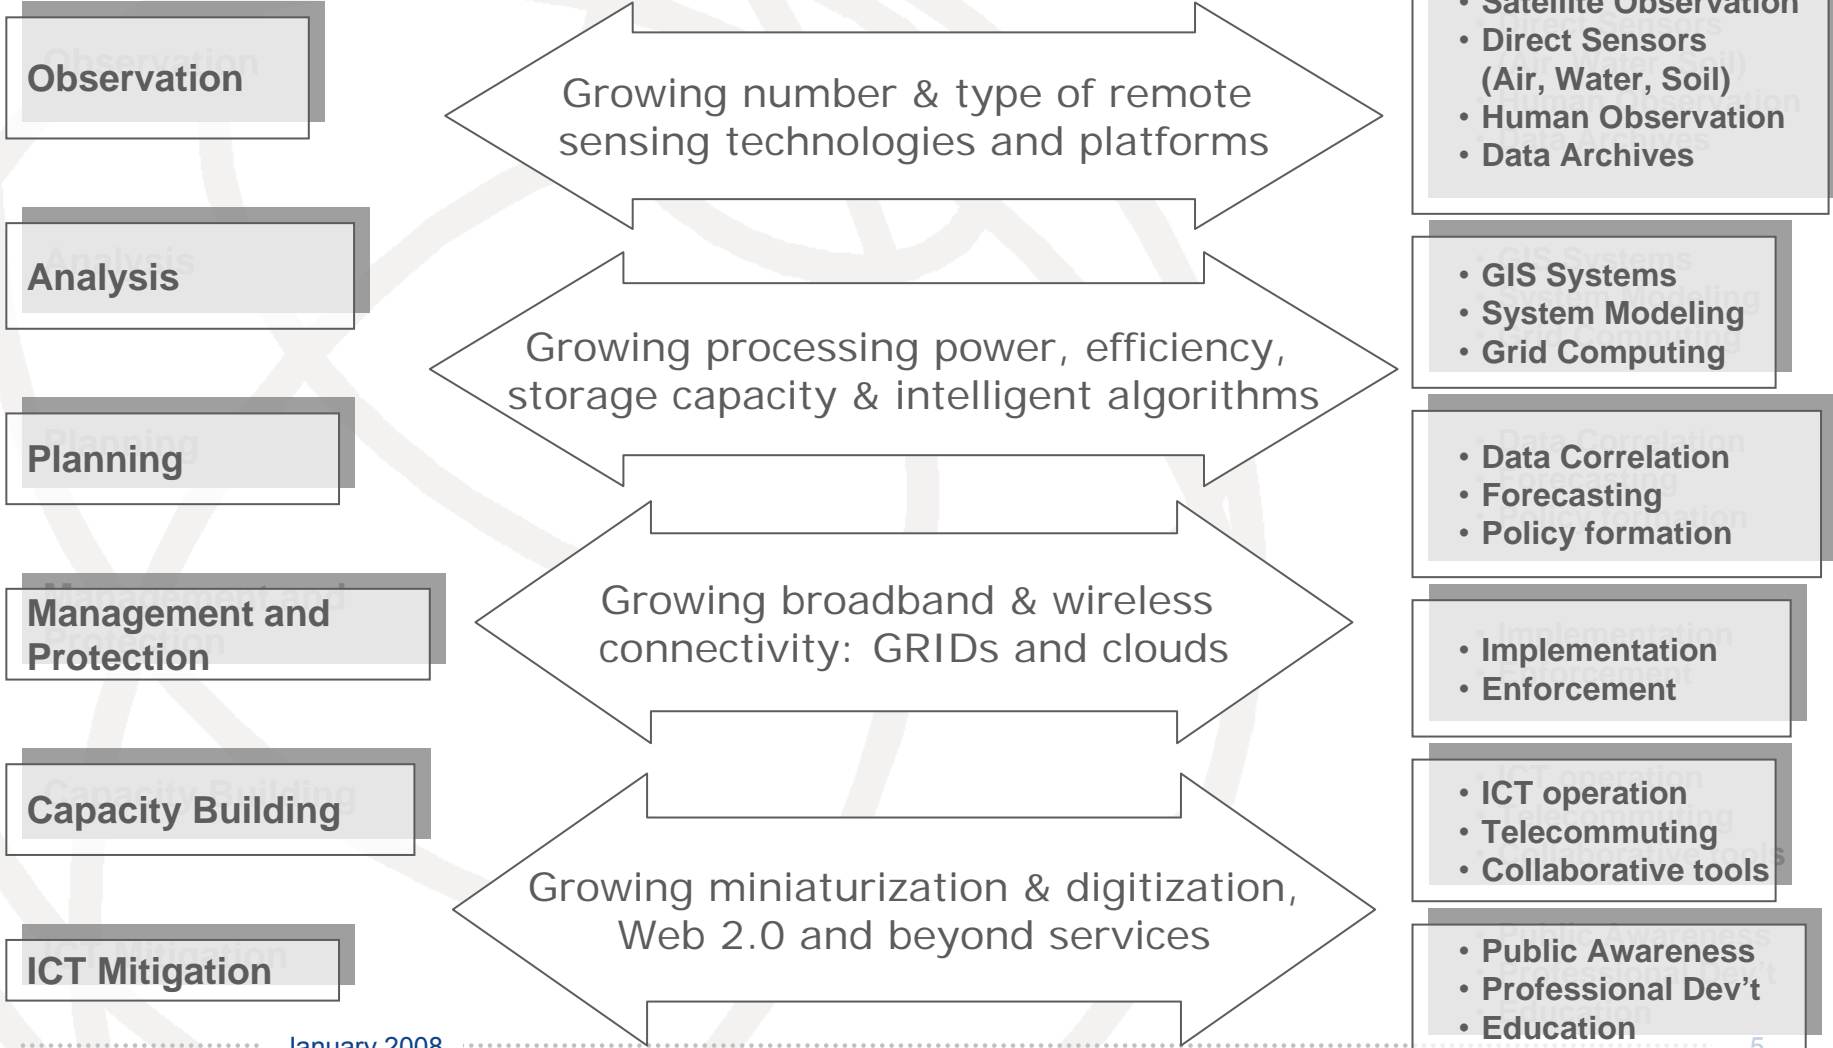 Observation
Analysis
Planning
Management and
Protection
Capacity Building
ICT Mitigation
Growing number & type of remote
sensing technologies and platforms
Growing processing power, efficiency,
storage capacity & intelligent algorithms
Growing broadband & wireless
connectivity: GRIDs and clouds
Growing miniaturization & digitization,
Web 2.0 and beyond services
• Satellite Observation
• Direct Sensors
(Air, Water, Soil)
• Human Observation
• Data Archives
• GIS Systems
• System Modeling
• Grid Computing
• Data Correlation
• Forecasting
• Policy formation
• Implementation
• Enforcement
• ICT operation
• Telecommuting
• Collaborative tools
• Public Awareness
• Professional Dev't
• Education
January 2008
5